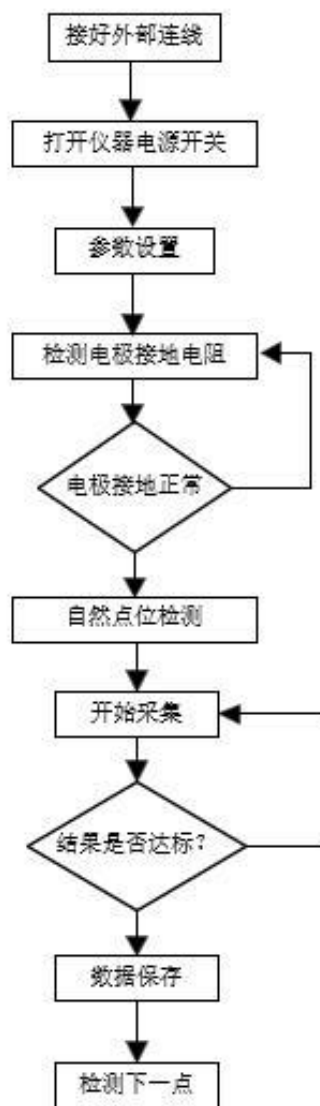 接好外部连线
打开仪器电源开关
参数设置
检测电极接地电阻
电极接地正常
自然点位检测
开始采集
结果是否达标？
数据保存
检测下一点